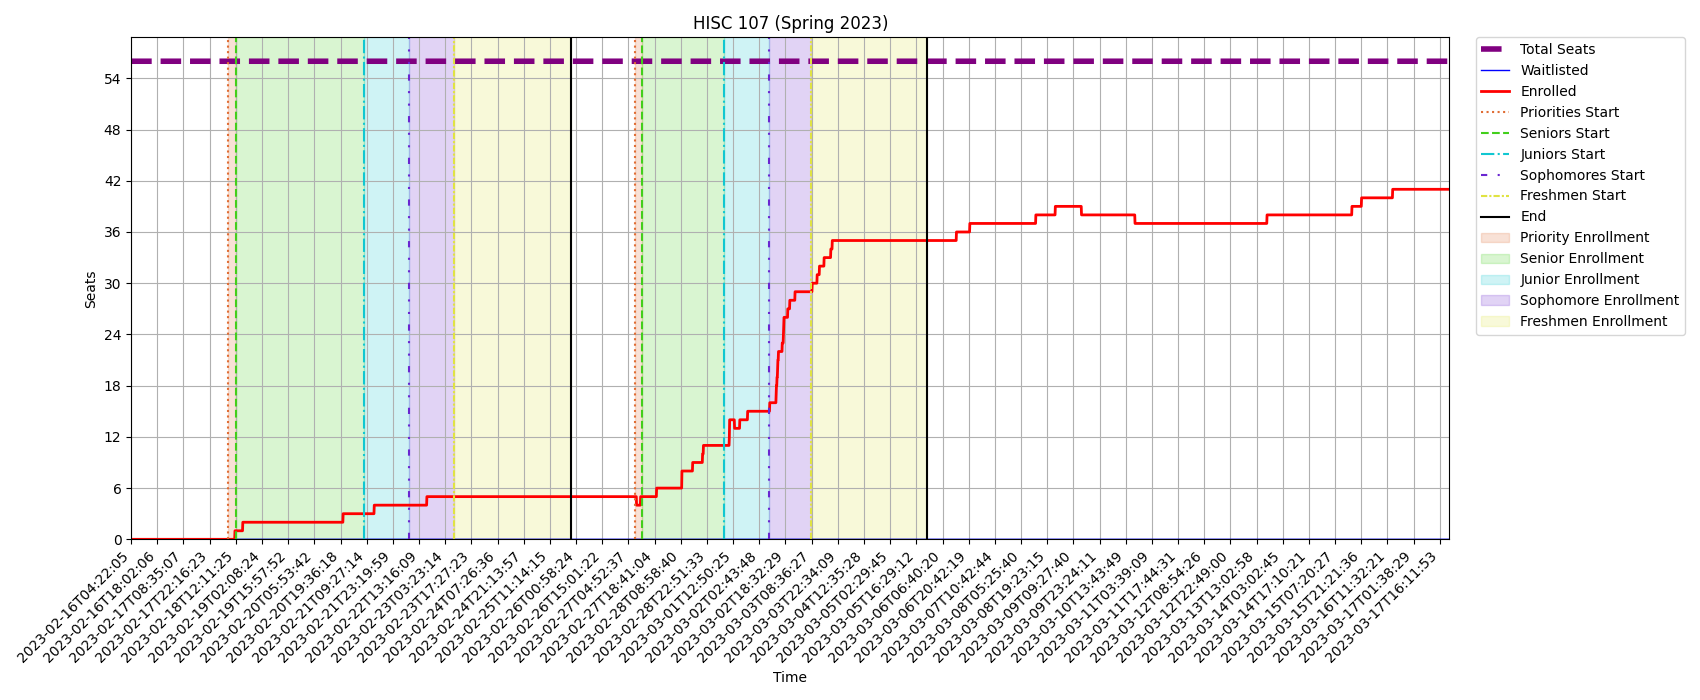 HISC 107 (Spring 2023)
Seats
54
48
42
36
30
24
18
12
6
0
2023-02-16T04:22:05
2023-02-16T18:02:06
2023-02-17T08:35:07
2023-02-17T22:16:23
2023-02-18T12:11:25
2023-02-19T02:08:24
2023-02-19T15:57:52
2023-02-20T05:53:42
2023-02-20T19:36:18
2023-02-21T09:27:14
2023-02-21T23:19:59
2023-02-22T13:16:09
2023-02-23T03:23:14
2023-02-23T17:27:23
2023-02-24T07:26:36
2023-02-24T21:13:57
2023-02-25T11:14:15
2023-02-26T00:58:24
2023-02-26T15:01:22
2023-02-27T04:52:37
2023-02-27T18:41:04
2023-02-28T08:58:40
2023-02-28T22:51:33
2023-03-01T12:50:25
2023-03-02T02:43:48
2023-03-02T18:32:29
2023-03-03T08:36:27
2023-03-03T22:34:09
2023-03-04T12:35:28
2023-03-05T02:29:45
2023-03-05T16:29:12
2023-03-06T06:40:20
2023-03-06T20:42:19
2023-03-07T10:42:44
2023-03-08T05:25:40
2023-03-08T19:23:15
2023-03-09T09:27:40
2023-03-09T23:24:11
2023-03-10T13:43:49
2023-03-11T03:39:09
2023-03-11T17:44:31
2023-03-12T08:54:26
2023-03-12T22:49:00
2023-03-13T13:02:58
2023-03-14T03:02:45
2023-03-14T17:10:21
2023-03-15T07:20:27
2023-03-15T21:21:36
2023-03-16T11:32:21
2023-03-17T01:38:29
2023-03-17T16:11:53
Time
Total Seats
Waitlisted
Enrolled
Priorities Start
Seniors Start
Juniors Start
Sophomores Start
Freshmen Start
End
Priority Enrollment
Senior Enrollment
Junior Enrollment
Sophomore Enrollment
Freshmen Enrollment